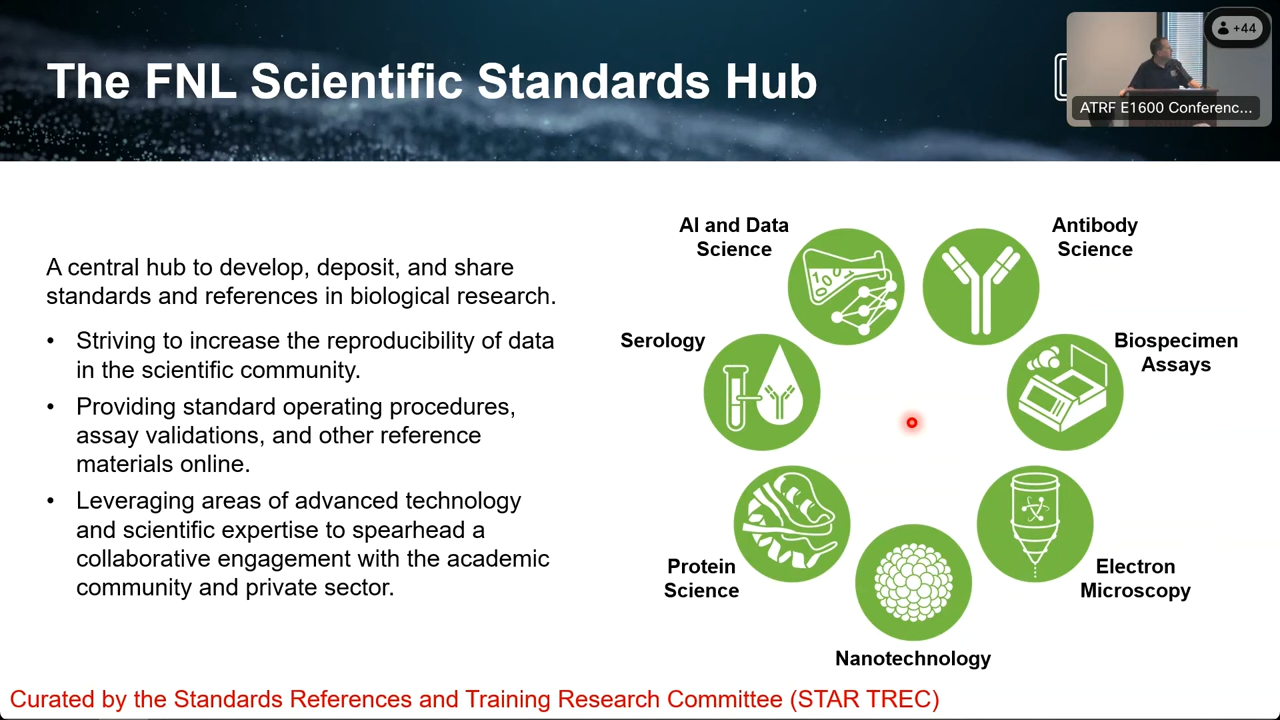 The FNL Scientific Standards Hub
+44
ATRF E1600 Conferenc...
A central hub to develop, deposit, and share
standards and references in biological research.
• Striving to increase the reproducibility of data
in the scientific community.
• Providing standard operating procedures,
assay validations, and other reference
materials online.
• Leveraging areas of advanced technology
and scientific expertise to spearhead a
collaborative engagement with the academic
community and private sector.
AI and Data
Science
Antibody
Science
Serology
Biospecimen
Assays
Protein
Science
Electron
Microscopy
Nanotechnology
Curated by the Standards References and Training Research Committee (STAR TREC)